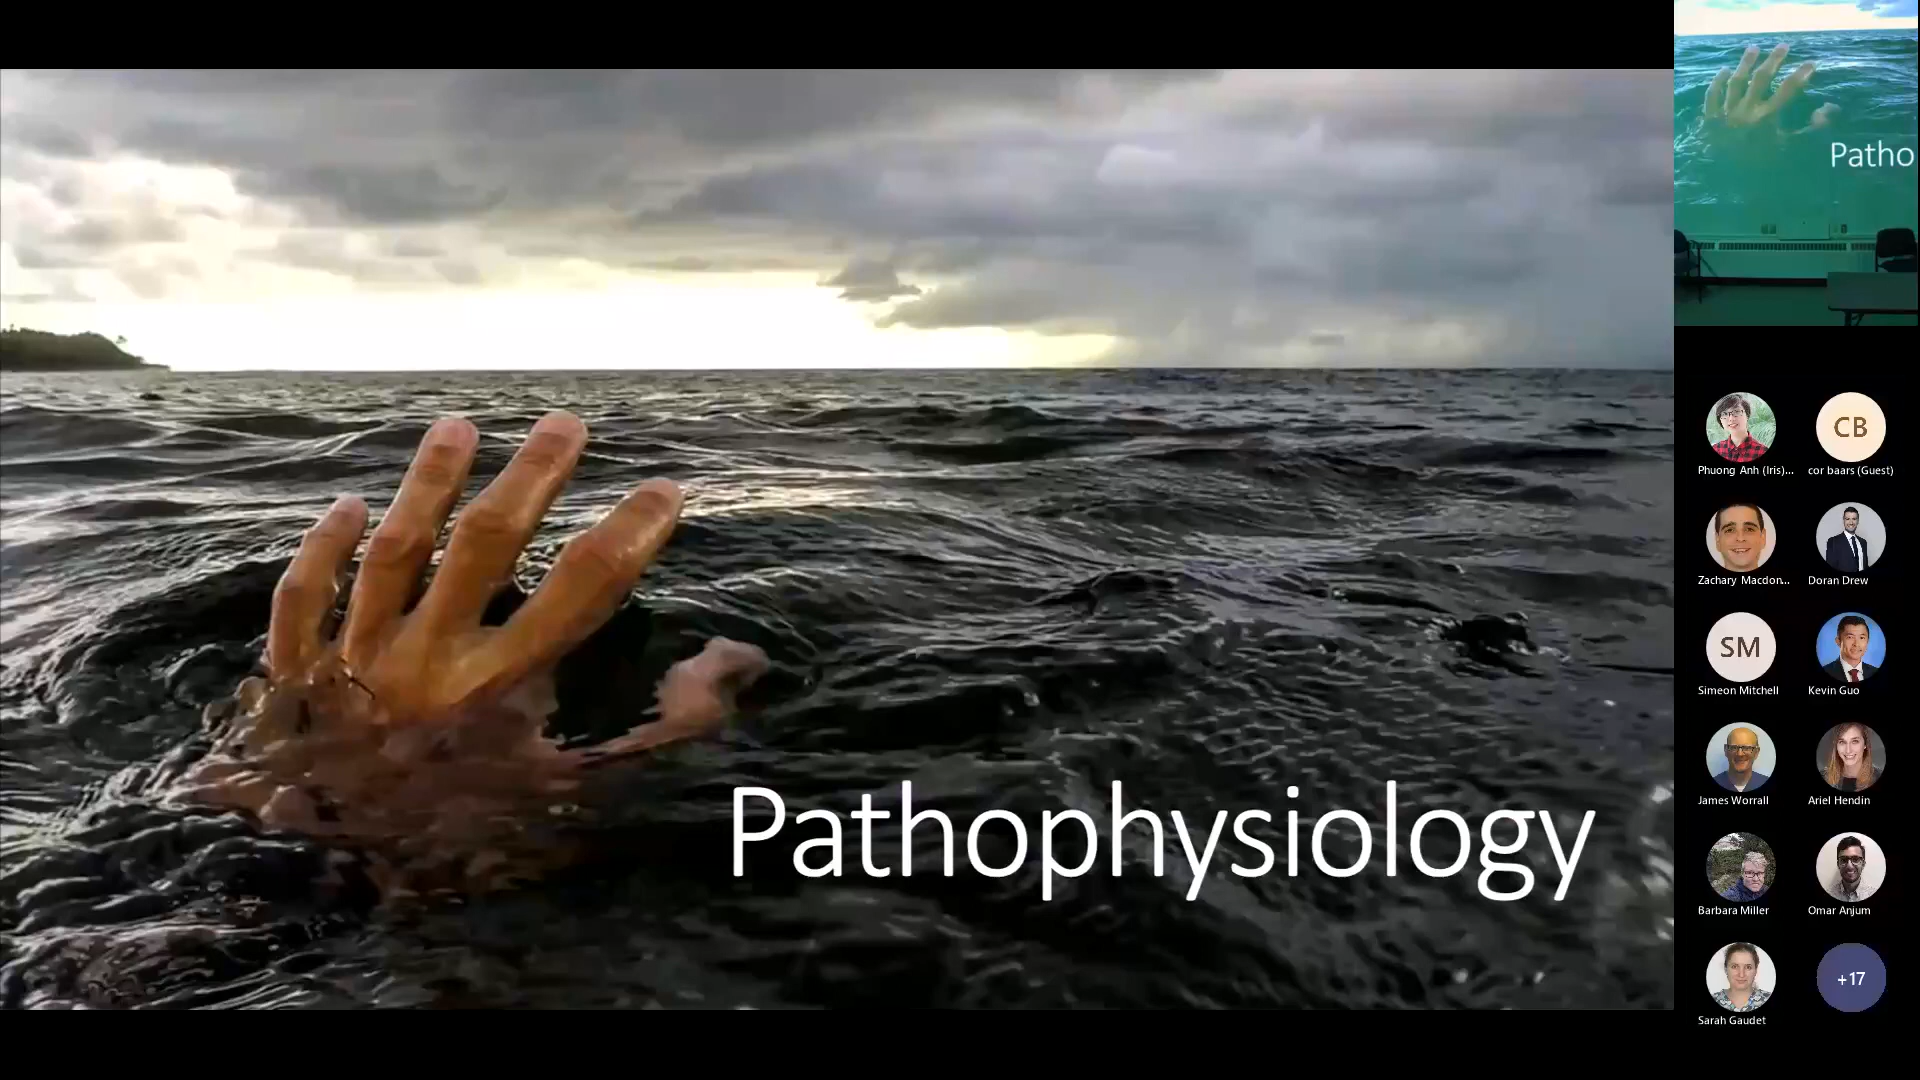 Pathophysiology
Patho
Phuong Anh (Iris)...
CB
cor baars (Guest)
Zachary Macdon...
Doran Drew
SM
Simeon Mitchell
Kevin Guo
James Worrall
Ariel Hendin
Barbara Miller
Omar Anjum
Sarah Gaudet
+17